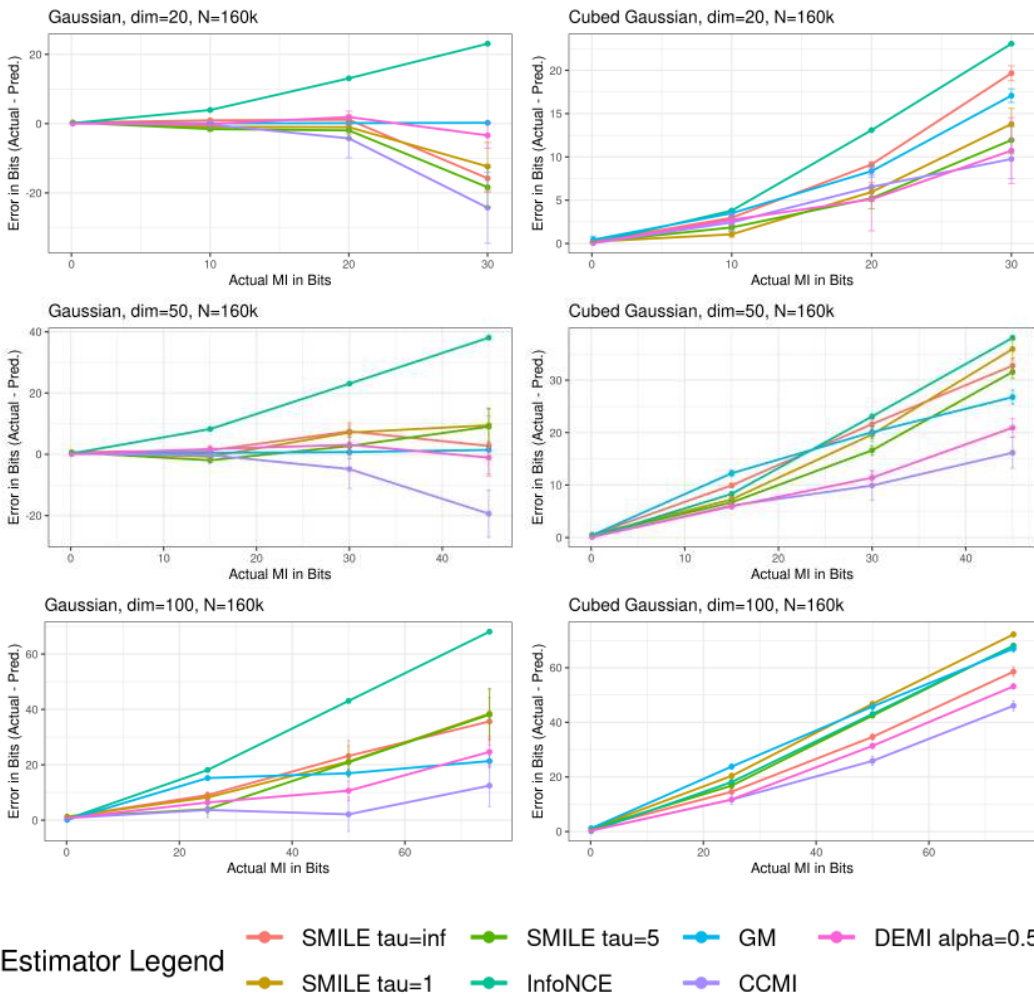 Gaussian, dim=20, N=160k
Error in Bits (Actual - Pred.)
20
0
-20
0 10 20 30
Actual MI in Bits
Cubed Gaussian, dim=20, N=160k
Error in Bits (Actual - Pred.)
20
15
10
5
0
0 10 20 30
Actual MI in Bits
Gaussian, dim=50, N=160k
Error in Bits (Actual - Pred.)
40
20
0
-20
0 10 20 30 40
Actual MI in Bits
Cubed Gaussian, dim=50, N=160k
Error in Bits (Actual - Pred.)
30
20
10
0
0 10 20 30 40
Actual MI in Bits
Gaussian, dim=100, N=160k
Error in Bits (Actual - Pred.)
60
40
20
0
0 20 40 60
Actual MI in Bits
Cubed Gaussian, dim=100, N=160k
Error in Bits (Actual - Pred.)
60
40
20
0
0 20 40 60
Actual MI in Bits
Estimator Legend
SMILE tau=inf SMILE tau=5 GM DEMI alpha=0.5
SMILE tau=1 InfoNCE CCMI